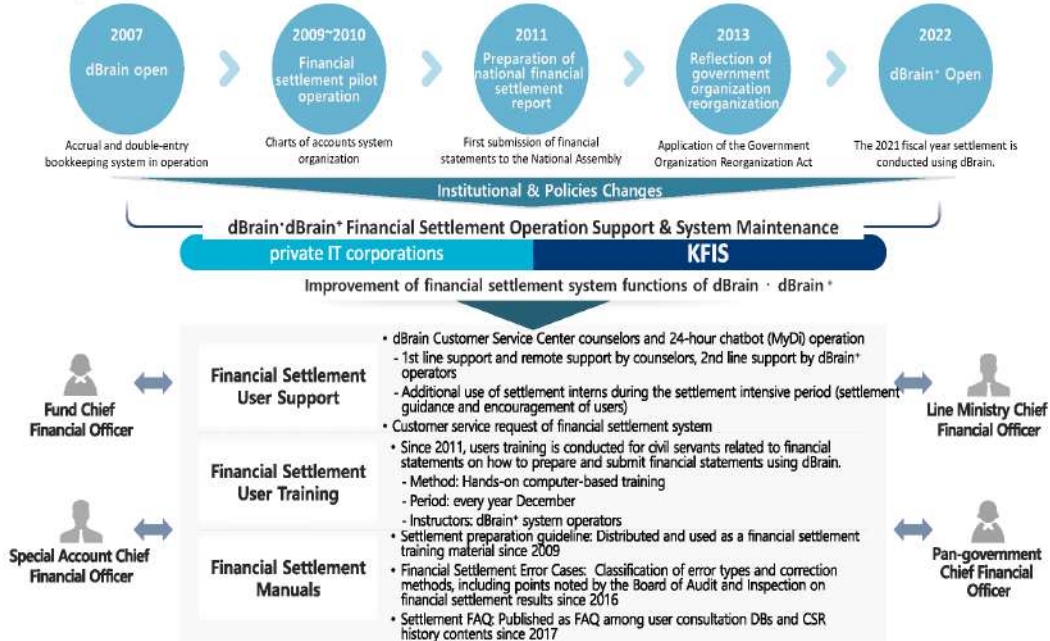 2007
dBrain open
2009~2010
Financial
settlement pilot
operation
2011
Preparation of
national financial
settlement
report
2013
Reflection of
government
organization
reorganization
2022
dBrain⁺ Open
Accrual and double-entry
bookkeeping system in operation
Charts of accounts system
organization
First submission of financial
statements to the National Assembly
Application of the Government
Organization Reorganization Act
The 2021 fiscal year settlement is
conducted using dBrain.
Institutional & Policies Changes
dBrain·dBrain⁺ Financial Settlement Operation Support & System Maintenance
private IT corporations
KFIS
Improvement of financial settlement system functions of dBrain · dBrain⁺
Fund Chief
Financial Officer
Special Account Chief
Financial Officer
Financial Settlement
User Support
• dBrain Customer Service Center counselors and 24-hour chatbot (MyDi) operation
- 1st line support and remote support by counselors, 2nd line support by dBrain⁺
operators
- Additional use of settlement interns during the settlement intensive period (settlement
guidance and encouragement of users)
• Customer service request of financial settlement system
Financial Settlement
User Training
• Since 2011, users training is conducted for civil servants related to financial
statements on how to prepare and submit financial statements using dBrain.
- Method: Hands-on computer-based training
- Period: every year December
- Instructors: dBrain⁺ system operators
Financial Settlement
Manuals
• Settlement preparation guideline: Distributed and used as a financial settlement
training material since 2009
• Financial Settlement Error Cases: Classification of error types and correction
methods, including points noted by the Board of Audit and Inspection on
financial settlement results since 2016
• Settlement FAQ: Published as FAQ among user consultation DBs and CSR
history contents since 2017
Line Ministry Chief
Financial Officer
Pan-government
Chief Financial
Officer